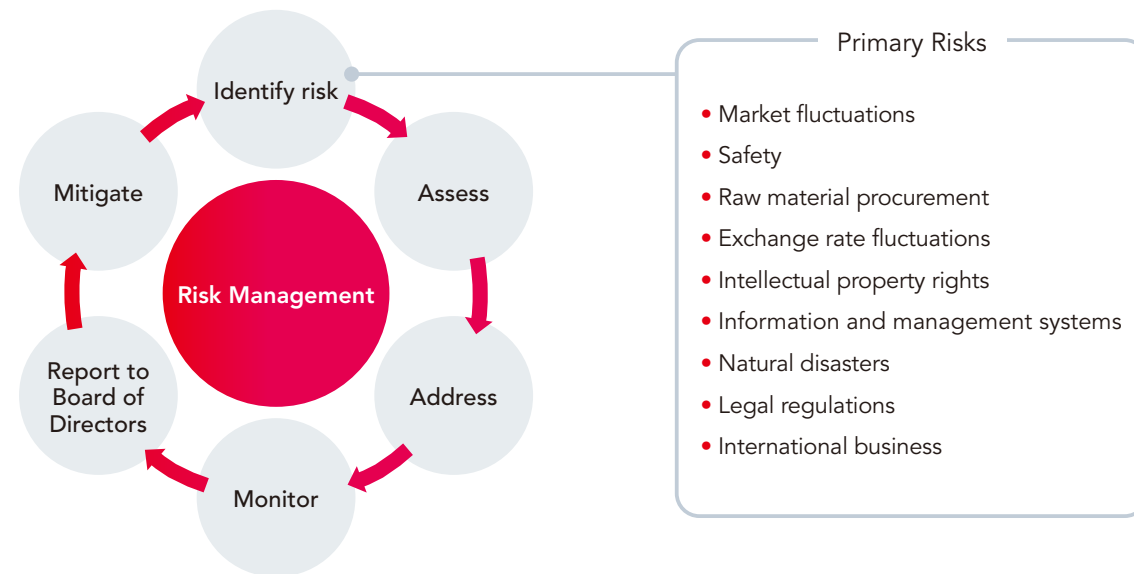 Identify risk
Assess
Address
Monitor
Report to
Board of
Directors
Mitigate
Risk Management
Primary Risks
• Market fluctuations
• Safety
• Raw material procurement
• Exchange rate fluctuations
• Intellectual property rights
• Information and management systems
• Natural disasters
• Legal regulations
• International business